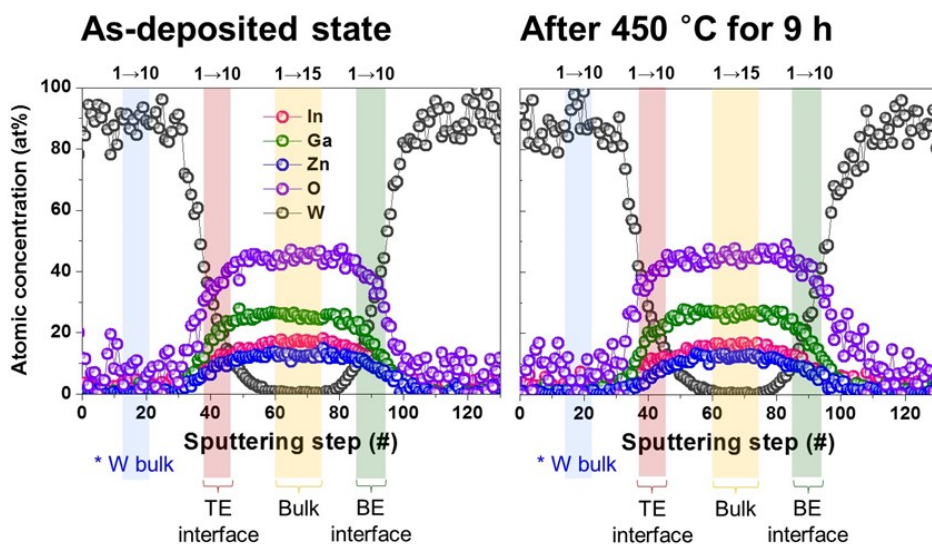 As-deposited state
After 450 °C for 9 h
1→10 1→10 1→15 1→10
1→10 1→10 1→15 1→10
Atomic concentration (at%)
100
80
60
40
20
0
In
Ga
Zn
O
W
0 20 40 60 80 100 120
0 20 40 60 80 100 120
Sputtering step (#)
Sputtering step (#)
* W bulk
* W bulk
TE interface
Bulk
BE interface
TE interface
Bulk
BE interface